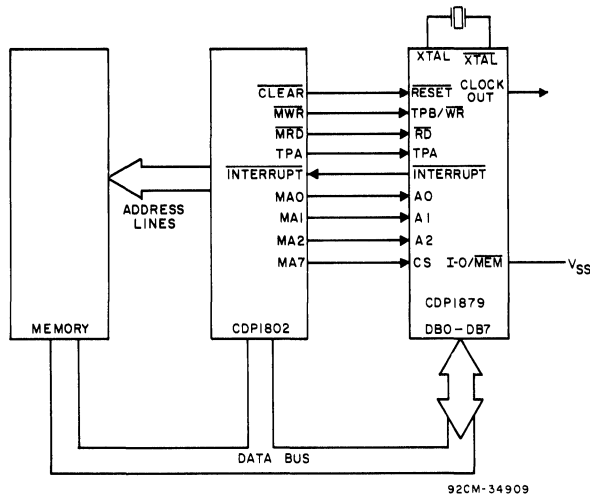 XTAL XTAL
CLEAR RESET CLOCK OUT
MWR TPB/WR
MRD RD
TPA TPA
INTERRUPT INTERRUPT
ADDRESS LINES
MA0 A0
MA1 A1
MA2 A2
MA7 CS I-O/MEM VSS
CDP1879
MEMORY CDP1802 DB0-DB7
DATA BUS
92CM-34909